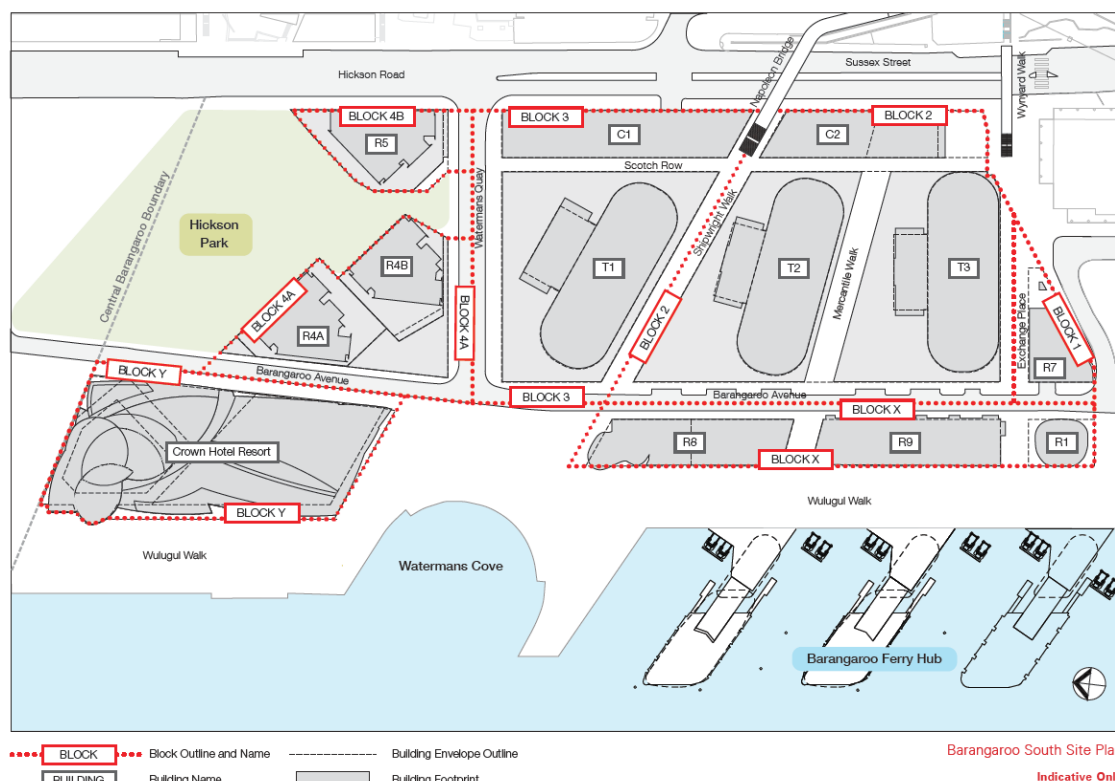 Hickson Road
Sussex Street
Napoleon Bridge
Wynyard Walk
BLOCK 4B
R5
BLOCK 3
C1
C2
BLOCK 2
Scotch Row
Central Barangaroo Boundary
Hickson
Park
Watermans Quay
Shipwright Walk
R4B
T1
T2
Mercantile Walk
T3
BLOCK 4A
R4A
BLOCK 4A
BLOCK 2
Exchange Place
BLOCK 1
R7
BLOCK Y
Barangaroo Avenue
BLOCK 3
Barangaroo Avenue
BLOCK X
Crown Hotel Resort
R8
R9
R1
BLOCK X
BLOCK Y
Wulugul Walk
Wulugul Walk
Watermans Cove
Barangaroo Ferry Hub
BLOCK
Block Outline and Name
Building Envelope Outline
Barangaroo South Site Pla
BUILDING
Building Name
Building Footprint
Indicative Onl